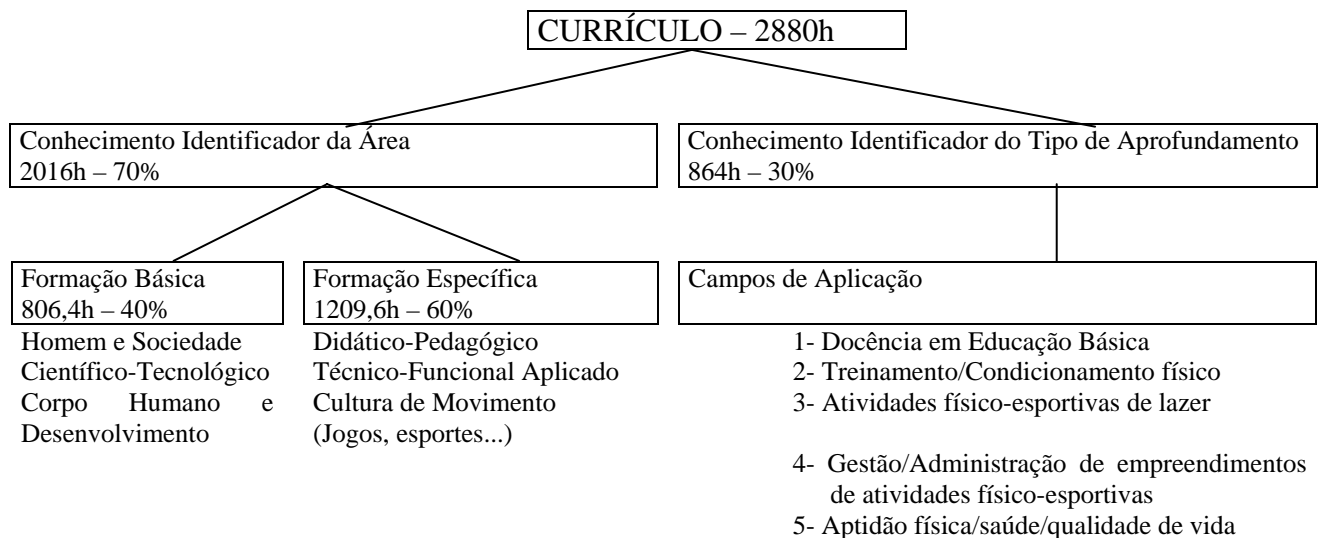 CURRÍCULO – 2880h
Conhecimento Identificador da Área
2016h – 70%
Conhecimento Identificador do Tipo de Aprofundamento
864h – 30%
Formação Básica
806,4h – 40%
Homem e Sociedade
Científico-Tecnológico
Corpo Humano e
Desenvolvimento
Formação Específica
1209,6h – 60%
Didático-Pedagógico
Técnico-Funcional Aplicado
Cultura de Movimento
(Jogos, esportes...)
Campos de Aplicação
1- Docência em Educação Básica
2- Treinamento/Condicionamento físico
3- Atividades físico-esportivas de lazer
4- Gestão/Administração de empreendimentos
de atividades físico-esportivas
5- Aptidão física/saúde/qualidade de vida